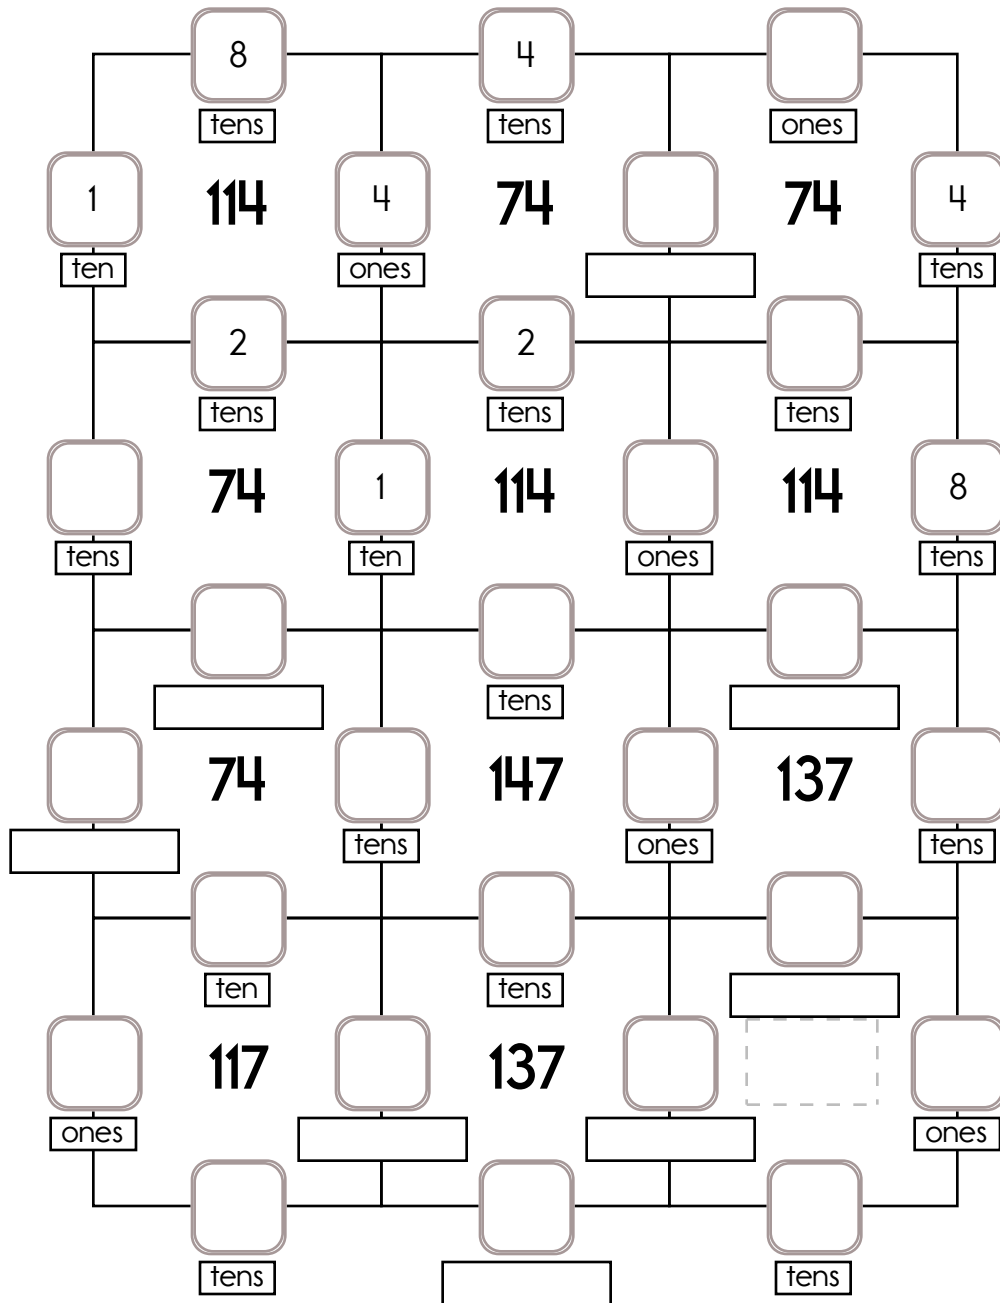 8 4
tens tens ones
1 114 4 74 74 4
ten ones tens
2 2
tens tens tens
74 1 114 114 8
tens ten ones tens
tens
74 147 137
tens ones tens
ten tens
117 137
ones ones
tens tens